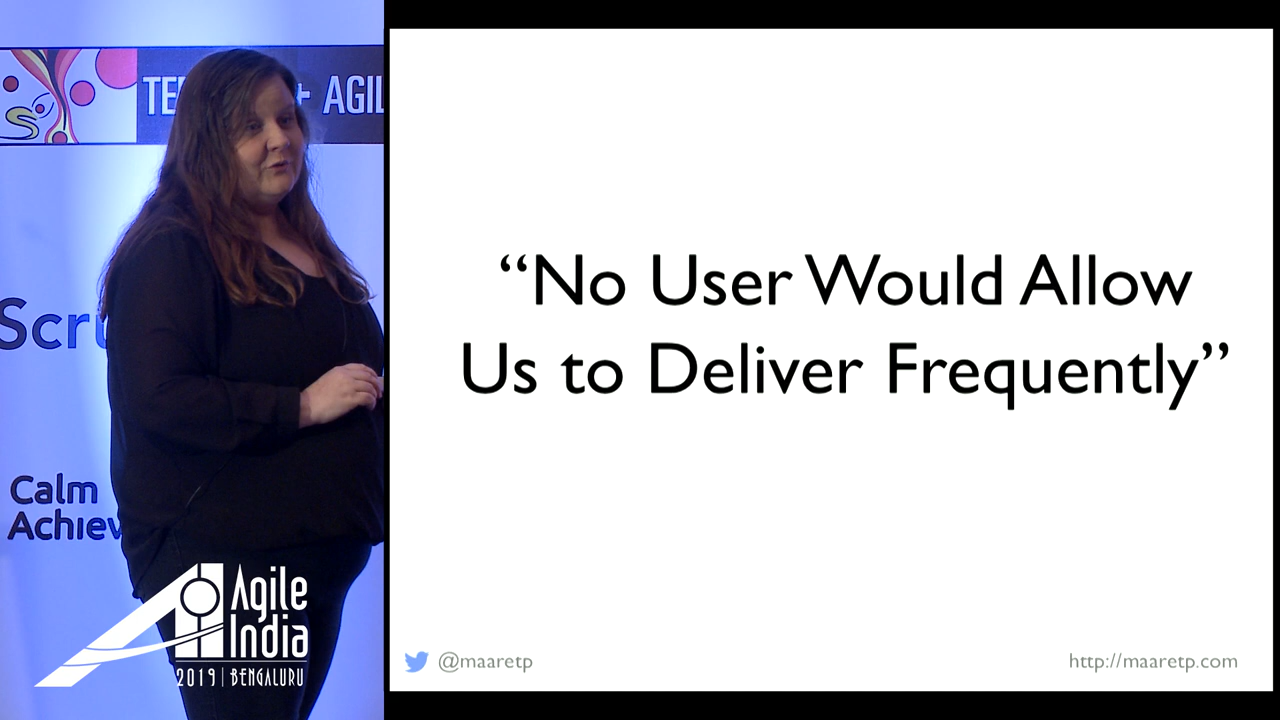 + AGIL
Scru
Calm
Achiev
Agile
India
2019 | BENGALURU
“No User Would Allow
Us to Deliver Frequently”
@maaretp
http://maaretp.com